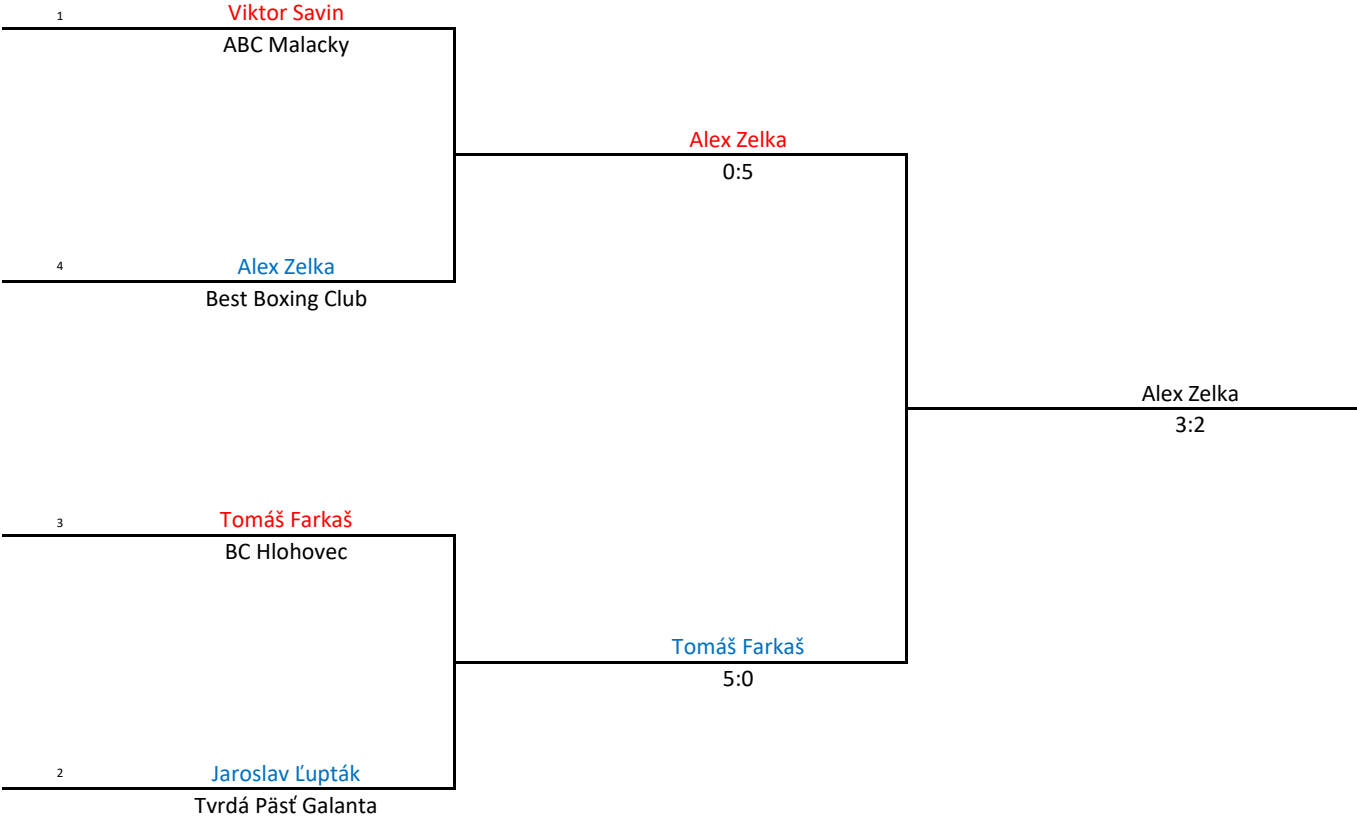 1 Viktor Savin
ABC Malacky
Alex Zelka
0:5
4 Alex Zelka
Best Boxing Club
Alex Zelka
3:2
3 Tomáš Farkaš
BC Hlohovec
Tomáš Farkaš
5:0
2 Jaroslav Ľupták
Tvrdá Päsť Galanta